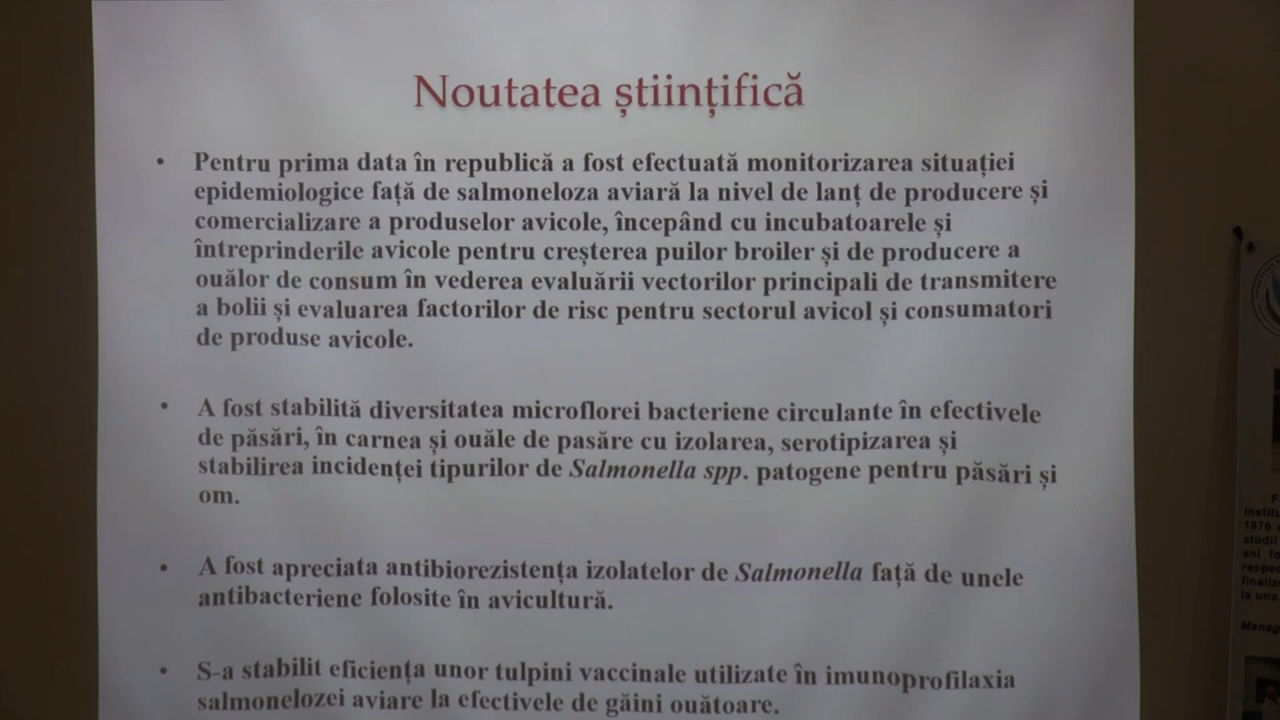 Noutatea științifică
• Pentru prima data în republică a fost efectuată monitorizarea situației
epidemiologice față de salmoneloza aviară la nivel de lanț de producere și
comercializare a produselor avicole, începând cu incubatoarele și
întreprinderile avicole pentru creșterea puilor broiler și de producere a
ouălor de consum în vederea evaluării vectorilor principali de transmitere
a bolii și evaluarea factorilor de risc pentru sectorul avicol și consumatori
de produse avicole.
• A fost stabilită diversitatea microflorei bacteriene circulante în efectivele
de păsări, în carnea și ouăle de pasăre cu izolarea, serotipizarea și
stabilirea incidenței tipurilor de Salmonella spp. patogene pentru păsări și
om.
• A fost apreciata antibiorezistența izolatelor de Salmonella față de unele
antibacteriene folosite în avicultură.
• S-a stabilit eficiența unor tulpini vaccinale utilizate în imunoprofilaxia
salmonelozei aviare la efectivele de găini ouătoare.
1976
studii
ani fo
la una